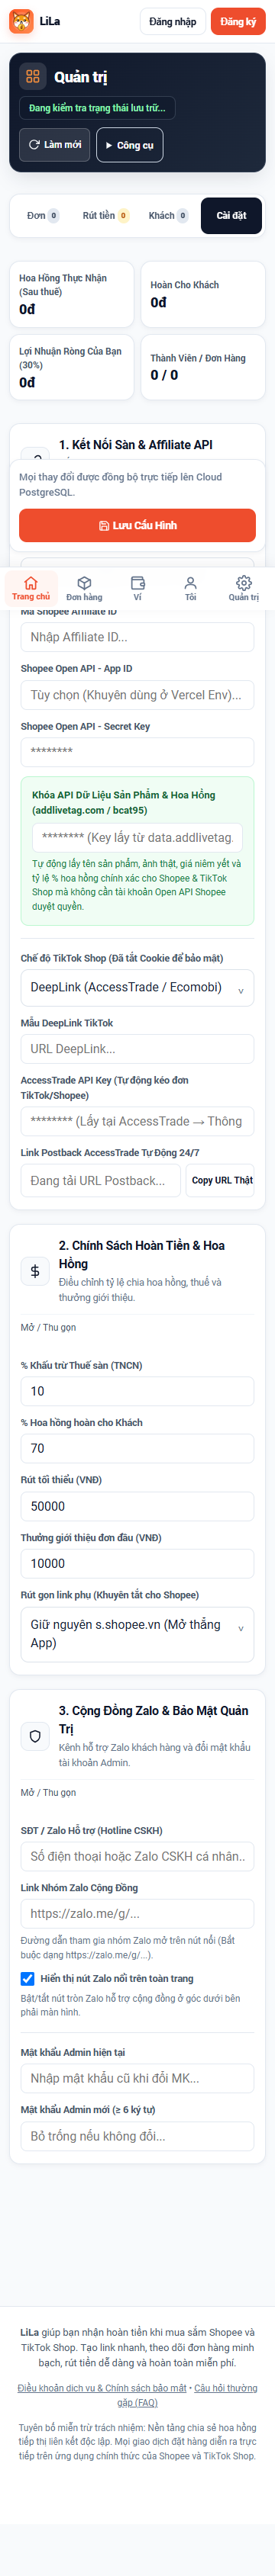 LiLa
Đăng nhập
Đăng ký
Quản trị
Đang kiểm tra trạng thái lưu trữ...
Làm mới
Công cụ
Đơn 0
Rút tiền 0
Khách 0
Cài đặt
Hoa Hồng Thực Nhận
(Sau thuế)
0đ
Hoàn Cho Khách
0đ
Lợi Nhuận Ròng Của Bạn
(30%)
0đ
Thành Viên / Đơn Hàng
0 / 0
1. Kết Nối Sàn & Affiliate API
Mọi thay đổi được đồng bộ trực tiếp lên Cloud
PostgreSQL.
Lưu Cấu Hình
Trang chủ
Đơn hàng
Ví
Tôi
Quản trị
Mã Shopee Affiliate ID
Nhập Affiliate ID...
Shopee Open API - App ID
Tùy chọn (Khuyên dùng ở Vercel Env)...
Shopee Open API - Secret Key
********
Khóa API Dữ Liệu Sản Phẩm & Hoa Hồng
(addlivetag.com / bcat95)
******** (Key lấy từ data.addlivetag.
Tự động lấy tên sản phẩm, ảnh thật, giá niêm yết và
tỷ lệ % hoa hồng chính xác cho Shopee & TikTok
Shop mà không cần tài khoản Open API Shopee
duyệt quyền.
Chế độ TikTok Shop (Đã tắt Cookie để bảo mật)
DeepLink (AccessTrade / Ecomobi)
Mẫu DeepLink TikTok
URL DeepLink...
AccessTrade API Key (Tự động kéo đơn
TikTok/Shopee)
******** (Lấy tại AccessTrade → Thông
Link Postback AccessTrade Tự Động 24/7
Đang tải URL Postback...
Copy URL Thật
2. Chính Sách Hoàn Tiền & Hoa
Hồng
Điều chỉnh tỷ lệ chia hoa hồng, thuế và
thưởng giới thiệu.
Mở / Thu gọn
% Khấu trừ Thuế sàn (TNCN)
10
% Hoa hồng hoàn cho Khách
70
Rút tối thiểu (VNĐ)
50000
Thưởng giới thiệu đơn đầu (VNĐ)
10000
Rút gọn link phụ (Khuyên tắt cho Shopee)
Giữ nguyên s.shopee.vn (Mở thẳng
App)
3. Cộng Đồng Zalo & Bảo Mật Quản
Trị
Kênh hỗ trợ Zalo khách hàng và đổi mật khẩu
tài khoản Admin.
Mở / Thu gọn
SĐT / Zalo Hỗ trợ (Hotline CSKH)
Số điện thoại hoặc Zalo CSKH cá nhân..
Link Nhóm Zalo Cộng Đồng
https://zalo.me/g/...
Đường dẫn tham gia nhóm Zalo mở trên nút nổi (Bắt
buộc dạng https://zalo.me/g/...).
Hiển thị nút Zalo nổi trên toàn trang
Bật/tắt nút tròn Zalo hỗ trợ cộng đồng ở góc dưới bên
phải màn hình.
Mật khẩu Admin hiện tại
Nhập mật khẩu cũ khi đổi MK...
Mật khẩu Admin mới (≥ 6 ký tự)
Bỏ trống nếu không đổi...
LiLa giúp bạn nhận hoàn tiền khi mua sắm Shopee và
TikTok Shop. Tạo link nhanh, theo dõi đơn hàng minh
bạch, rút tiền dễ dàng và hoàn toàn miễn phí.
Điều khoản dịch vụ & Chính sách bảo mật • Câu hỏi thường
gặp (FAQ)
Tuyên bố miễn trừ trách nhiệm: Nền tảng chia sẻ hoa hồng
tiếp thị liên kết độc lập. Mọi giao dịch đặt hàng diễn ra trực
tiếp trên ứng dụng chính thức của Shopee và TikTok Shop.